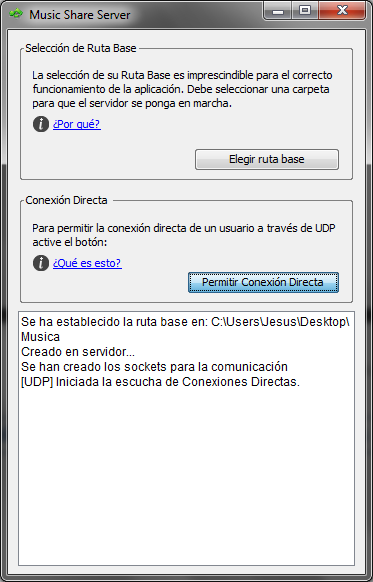 Music Share Server
Selección de Ruta Base
La selección de su Ruta Base es imprescindible para el correcto
funcionamiento de la aplicación. Debe seleccionar una carpeta
para que el servidor se ponga en marcha.
¿Por qué?
Elegir ruta base
Conexión Directa
Para permitir la conexión directa de un usuario a través de UDP
active el botón:
¿Qué es esto?
Permitir Conexión Directa
Se ha establecido la ruta base en: C:\Users\Jesus\Desktop\
Musica
Creado en servidor...
Se han creado los sockets para la comunicación
[UDP] Iniciada la escucha de Conexiones Directas.